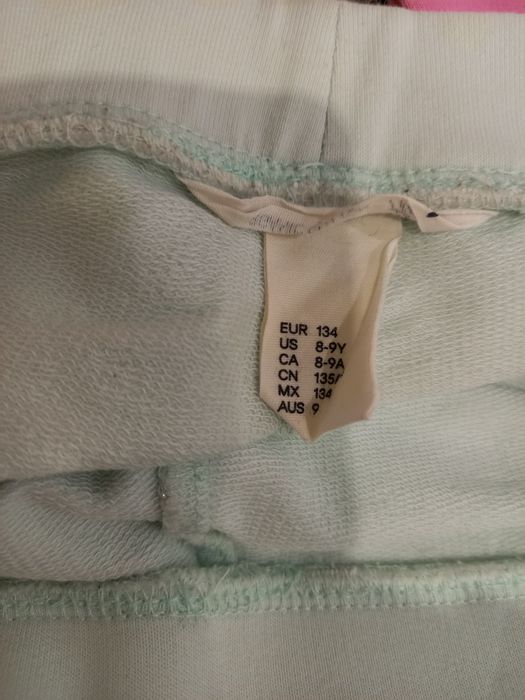 EUR 134
US 8-9Y
CA 8-9A
CN 135/
MX 134
AUS 9